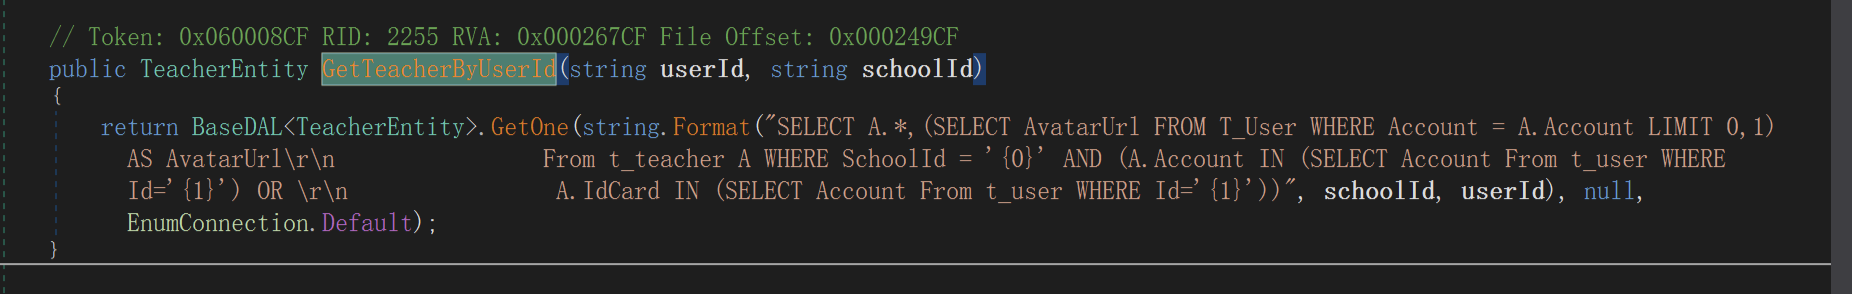 // Token: 0x060008CF RID: 2255 RVA: 0x000267CF File Offset: 0x000249CF
public TeacherEntity GetTeacherByUserId(string userId, string schoolId)
{
return BaseDAL<TeacherEntity>.GetOne(string.Format("SELECT A.*,(SELECT AvatarUrl FROM T_User WHERE Account = A.Account LIMIT 0,1)
AS AvatarUrl\r\n From t_teacher A WHERE SchoolId = '{0}' AND (A.Account IN (SELECT Account From t_user WHERE
Id='{1}') OR \r\n A.IdCard IN (SELECT Account From t_user WHERE Id='{1}'))", schoolId, userId), null,
EnumConnection.Default);
}